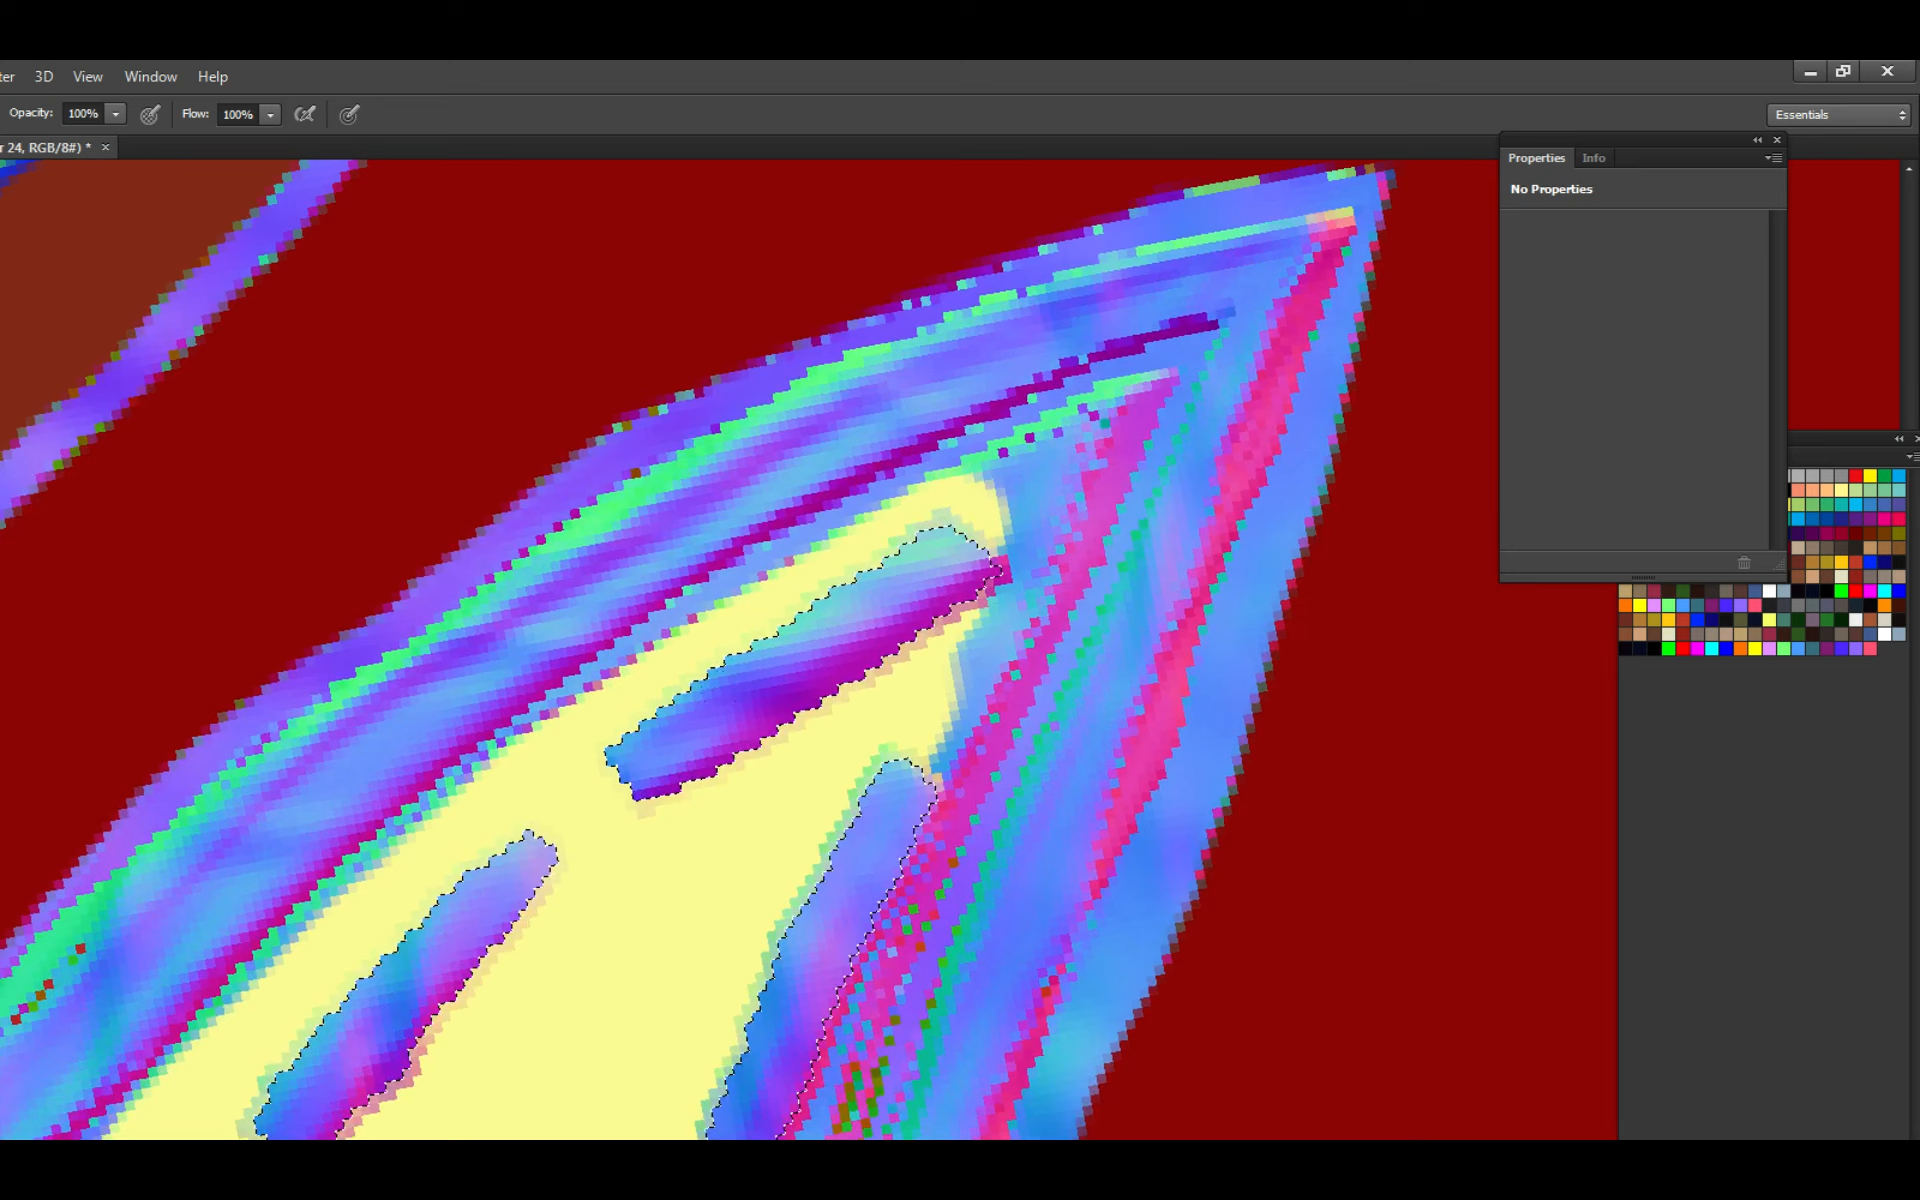 ter 3D View Window Help
Opacity: 100% Flow: 100% Essentials
r 24, RGB/8#) * ×
Properties Info
No Properties